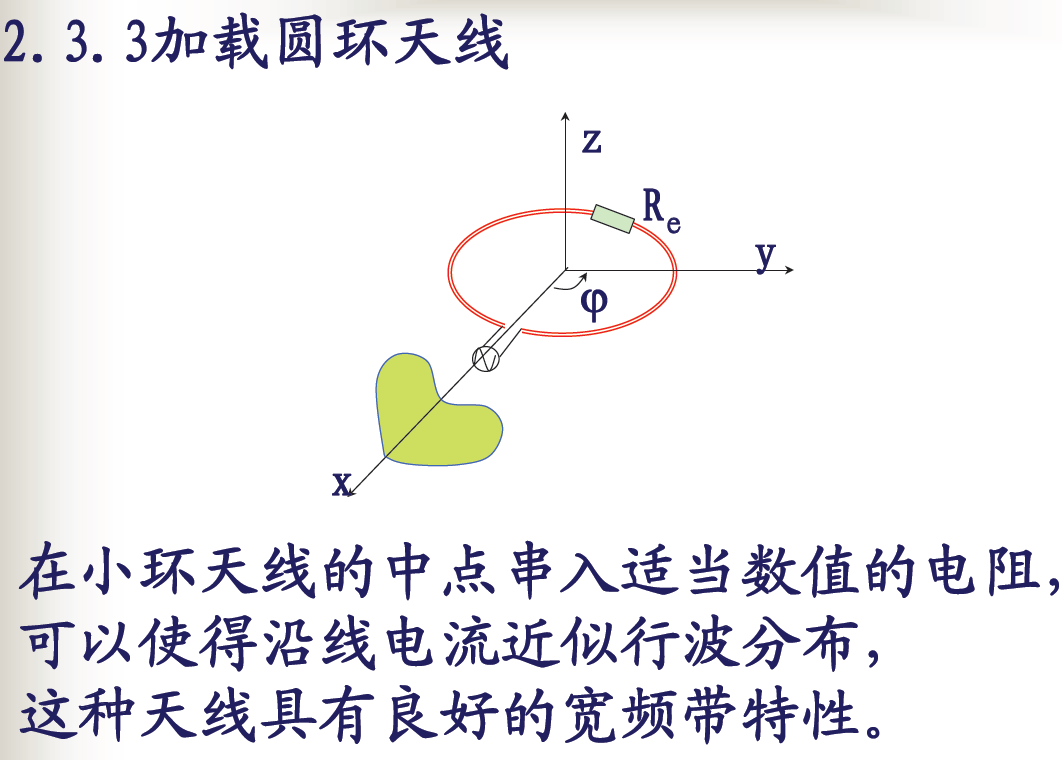 2.3.3加载圆环天线
z
Re
y
φ
x
在小环天线的中点串入适当数值的电阻，
可以使得沿线电流近似行波分布，
这种天线具有良好的宽频带特性。